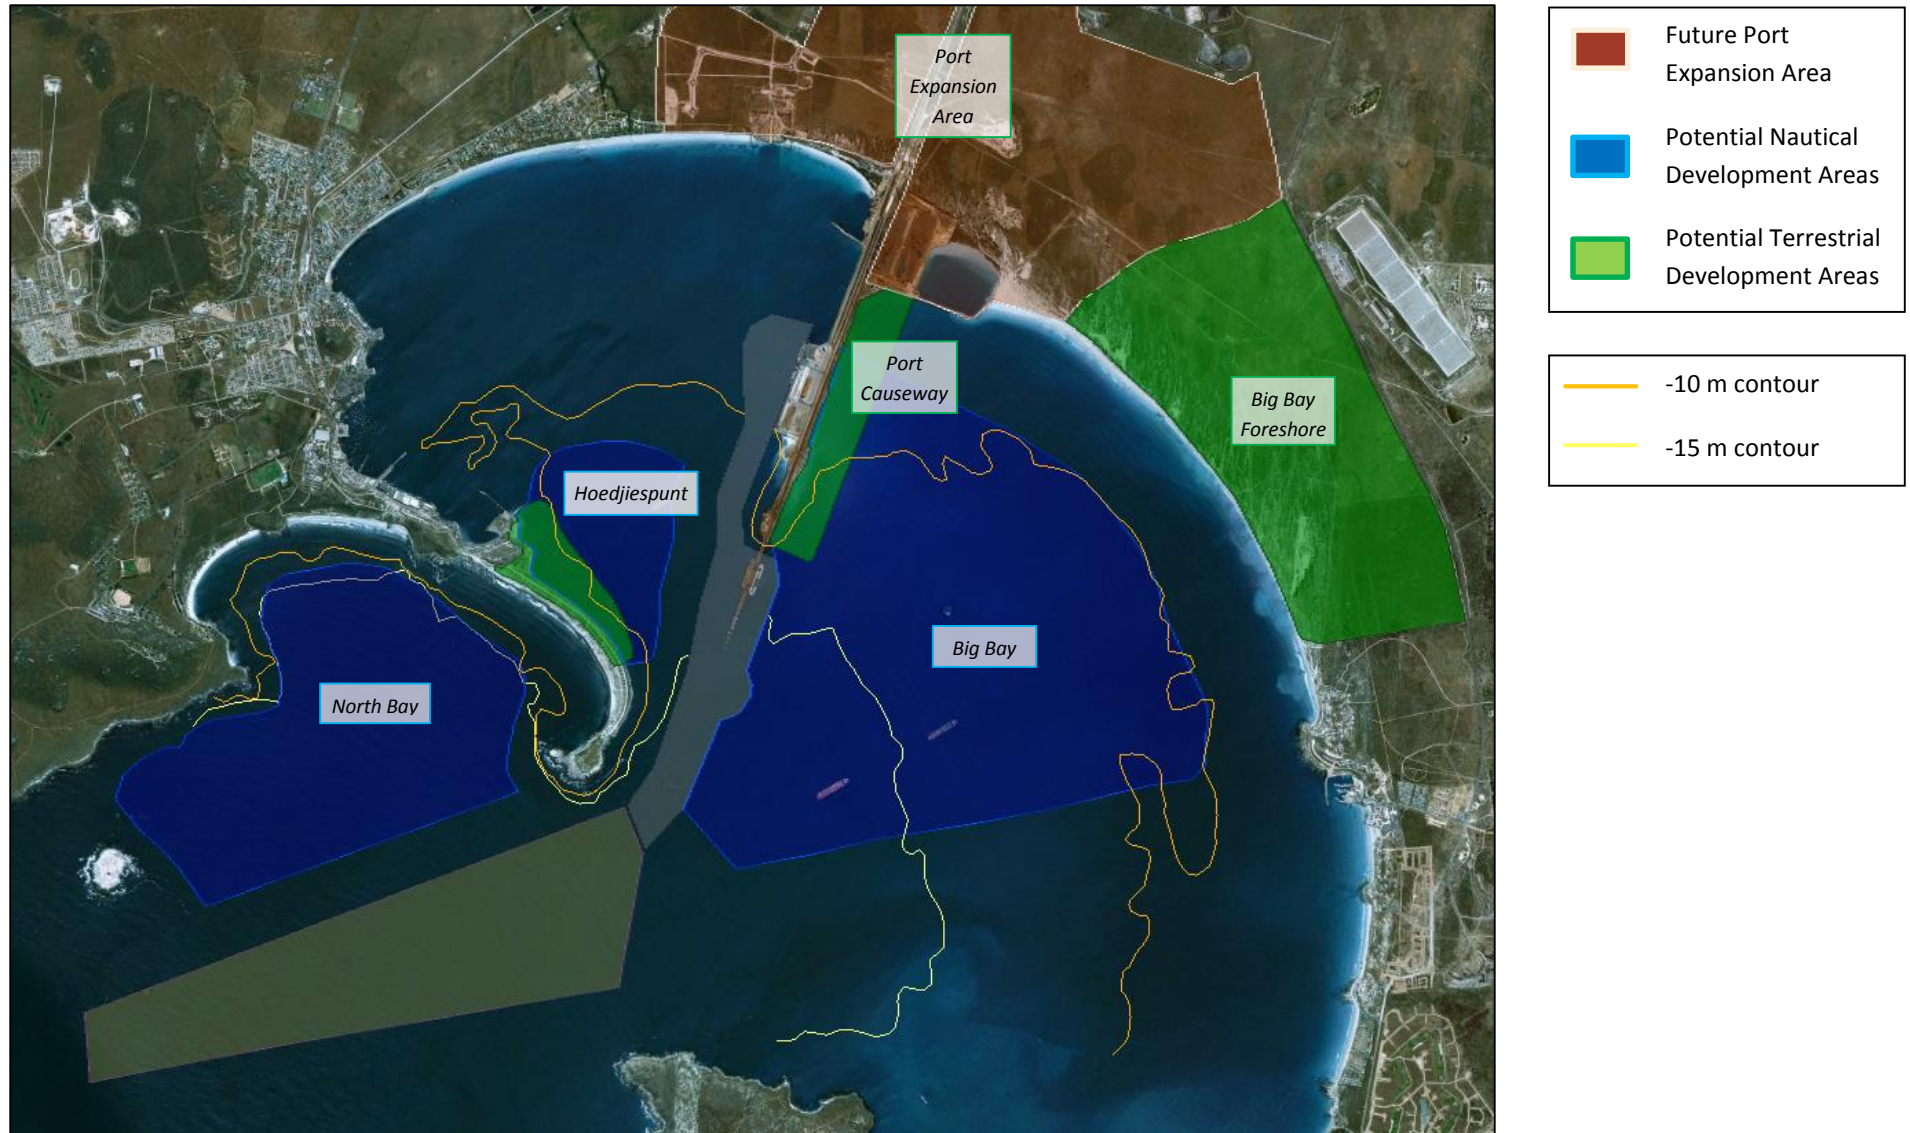 Port
Expansion
Area
Port
Causeway
Big Bay
Foreshore
Hoedjiespunt
Big Bay
North Bay
Future Port
Expansion Area
Potential Nautical
Development Areas
Potential Terrestrial
Development Areas
-10 m contour
-15 m contour